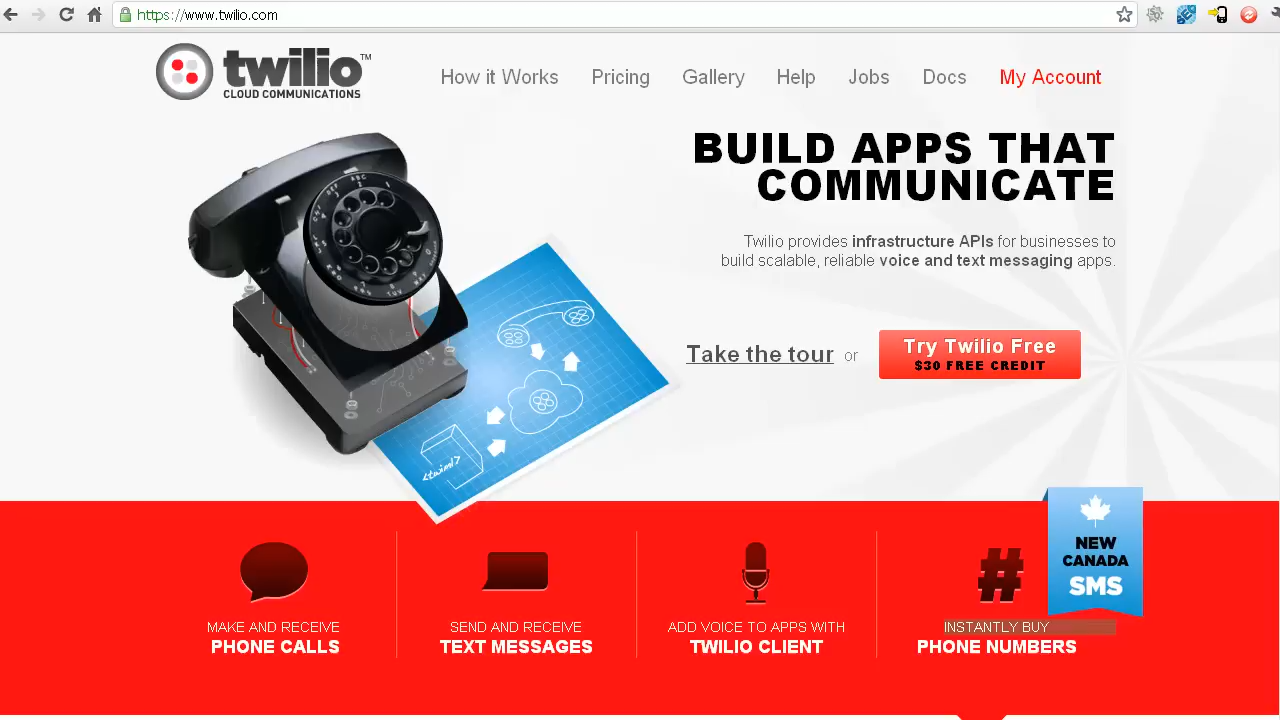 https://www.twilio.com
twilio™
CLOUD COMMUNICATIONS
How it Works Pricing Gallery Help Jobs Docs My Account
BUILD APPS THAT
COMMUNICATE
Twilio provides infrastructure APIs for businesses to
build scalable, reliable voice and text messaging apps.
Take the tour or Try Twilio Free
$30 FREE CREDIT
<twiml>
NEW
CANADA
SMS
#
MAKE AND RECEIVE
PHONE CALLS
SEND AND RECEIVE
TEXT MESSAGES
ADD VOICE TO APPS WITH
TWILIO CLIENT
INSTANTLY BUY
PHONE NUMBERS